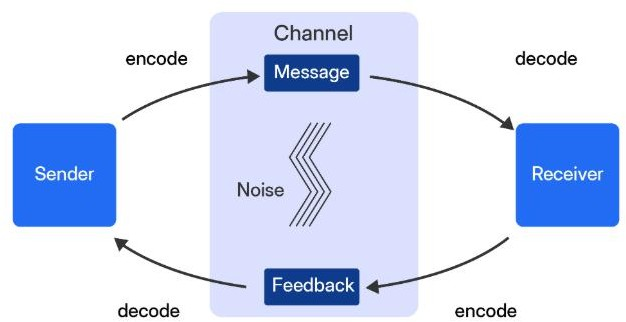 Channel
encode
decode
Message
Sender
Noise
Receiver
Feedback
decode
encode